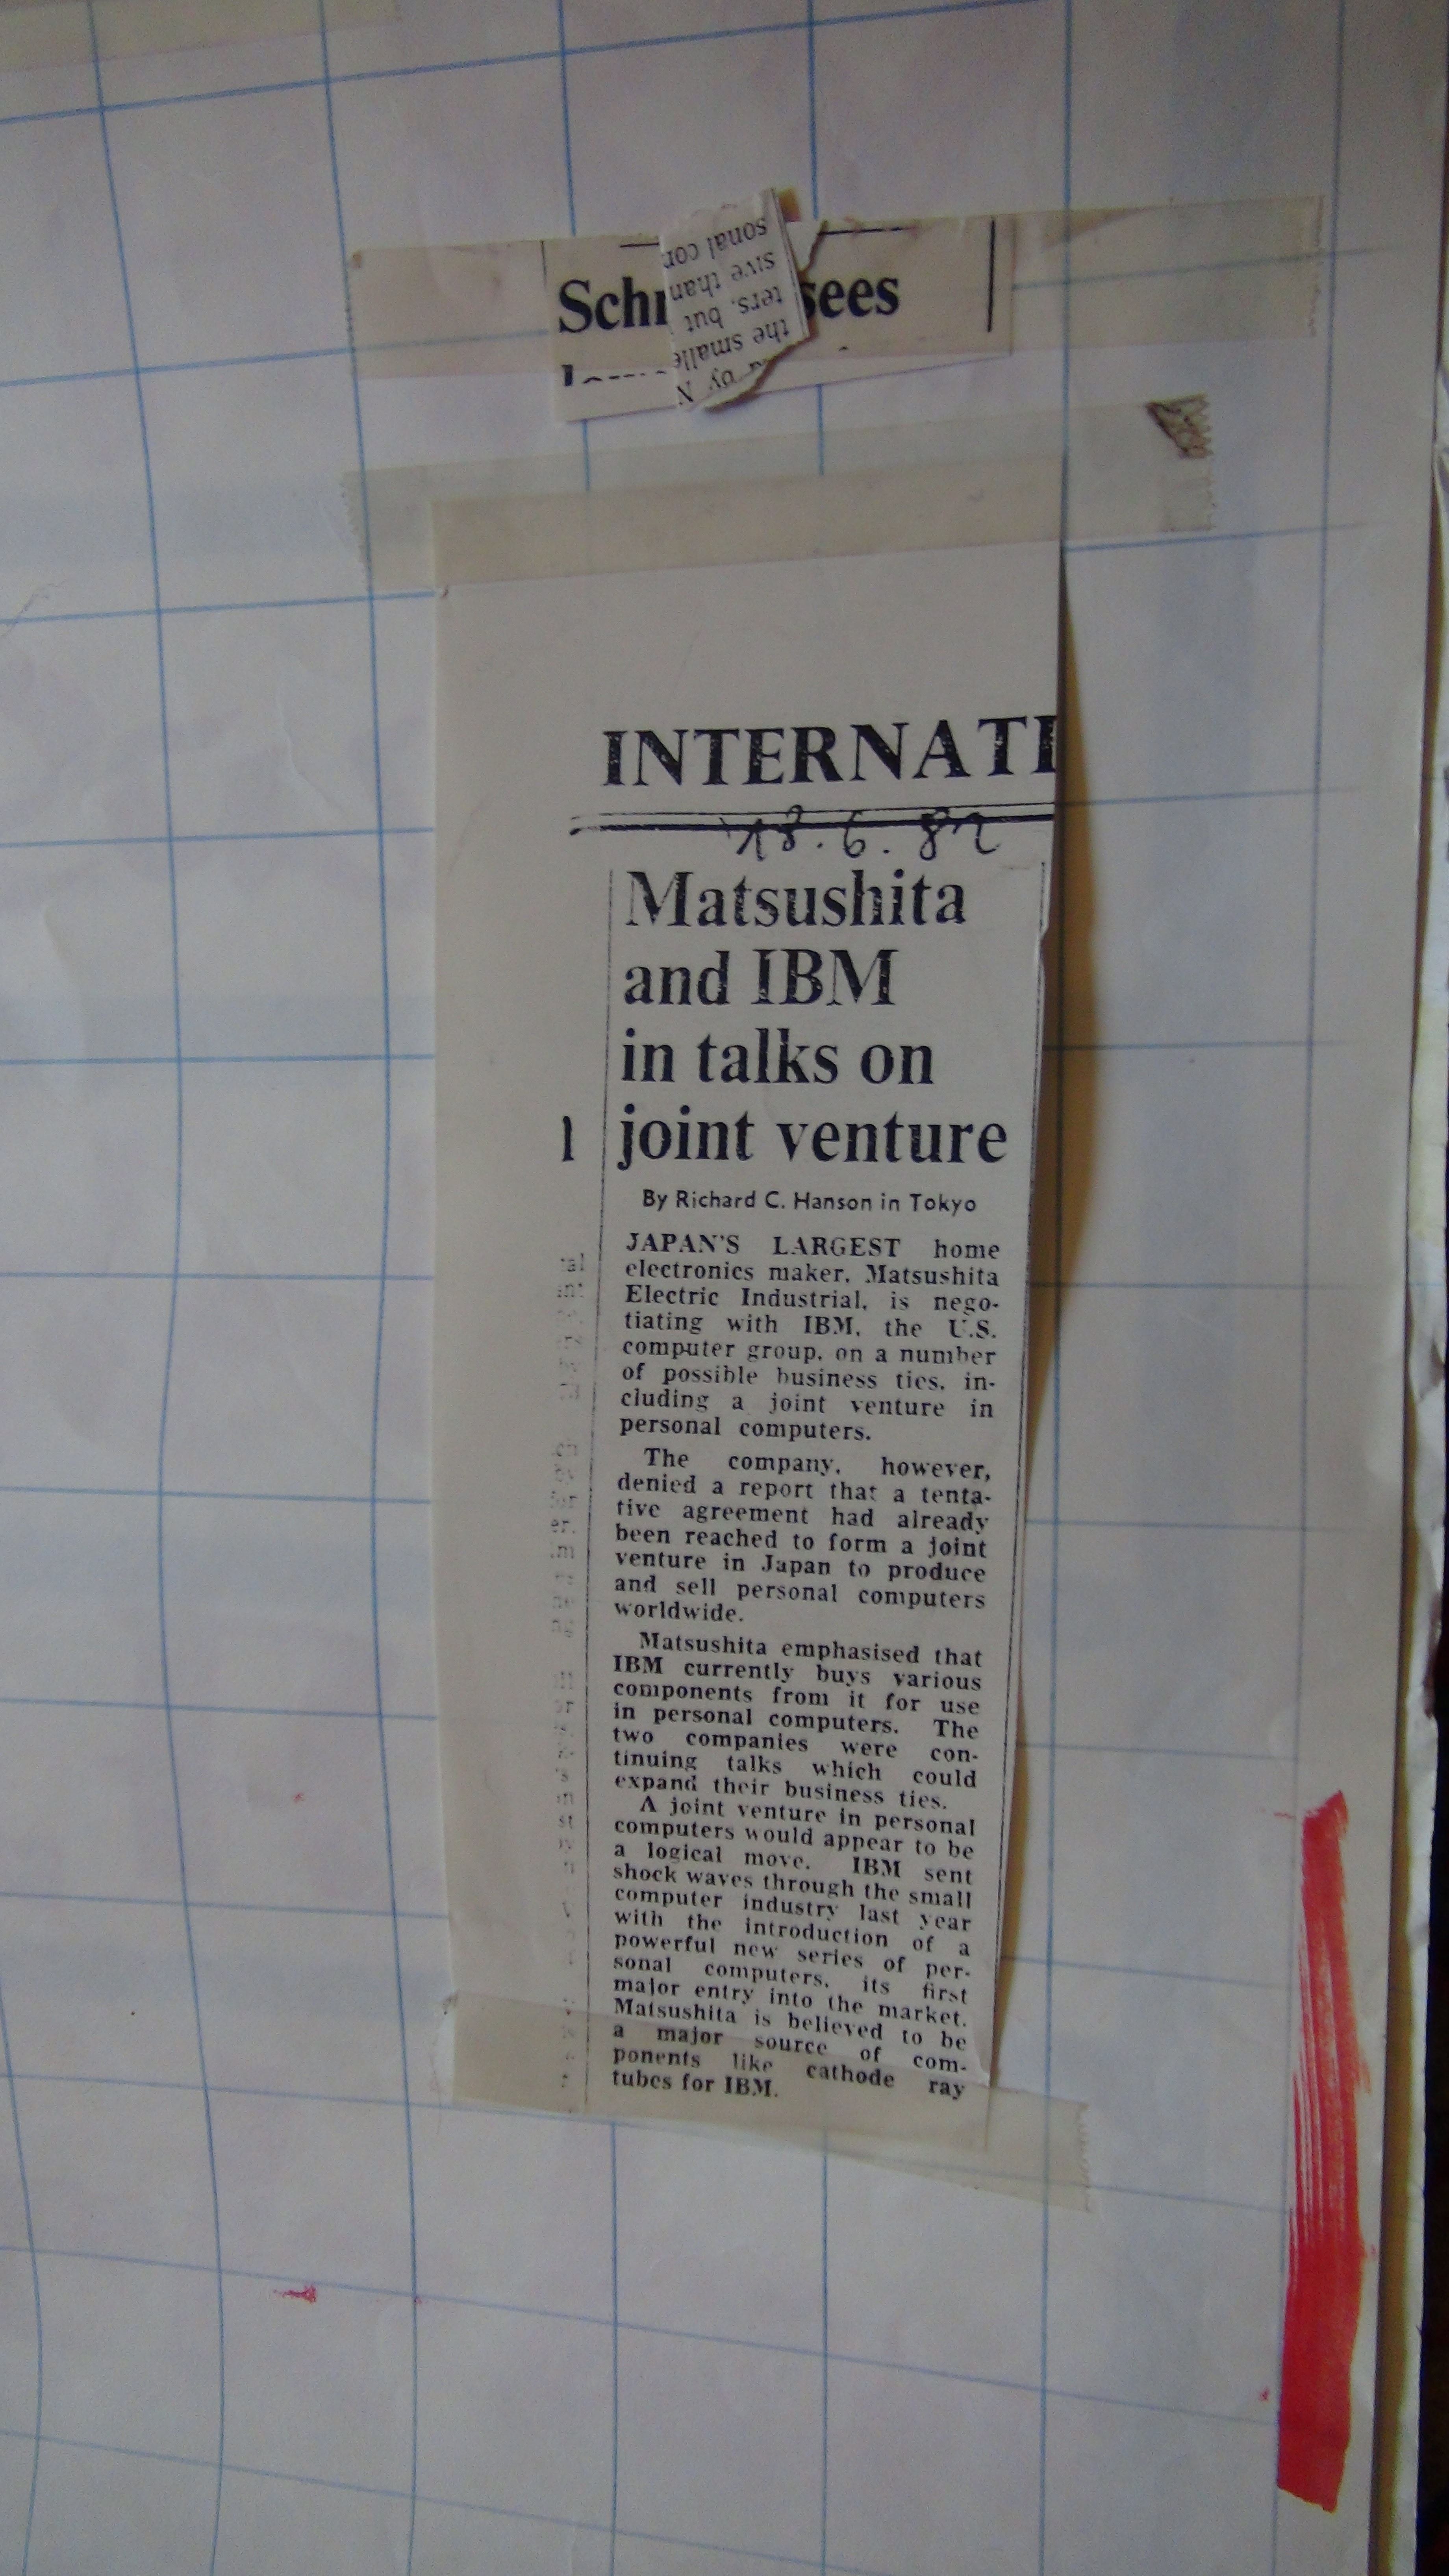 sees
sonal
sive than
ters, but
the smalle
by N
INTERNATI
18.6.82
Matsushita
and IBM
in talks on
joint venture
By Richard C. Hanson in Tokyo
JAPAN'S LARGEST home
electronics maker, Matsushita
Electric Industrial, is nego-
tiating with IBM, the U.S.
computer group, on a number
of possible business ties, in-
cluding a joint venture in
personal computers.
The company, however,
denied a report that a tenta-
tive agreement had already
been reached to form a joint
venture in Japan to produce
and sell personal computers
worldwide.
Matsushita emphasised that
IBM currently buys various
components from it for use
in personal computers. The
two companies were con-
tinuing talks which could
expand their business ties.
A joint venture in personal
computers would appear to be
a logical move. IBM sent
shock waves through the small
computer industry last year
with the introduction of a
powerful new series of per-
sonal computers, its first
major entry into the market.
Matsushita is believed to be
a major source of com-
ponents like cathode ray
tubes for IBM.